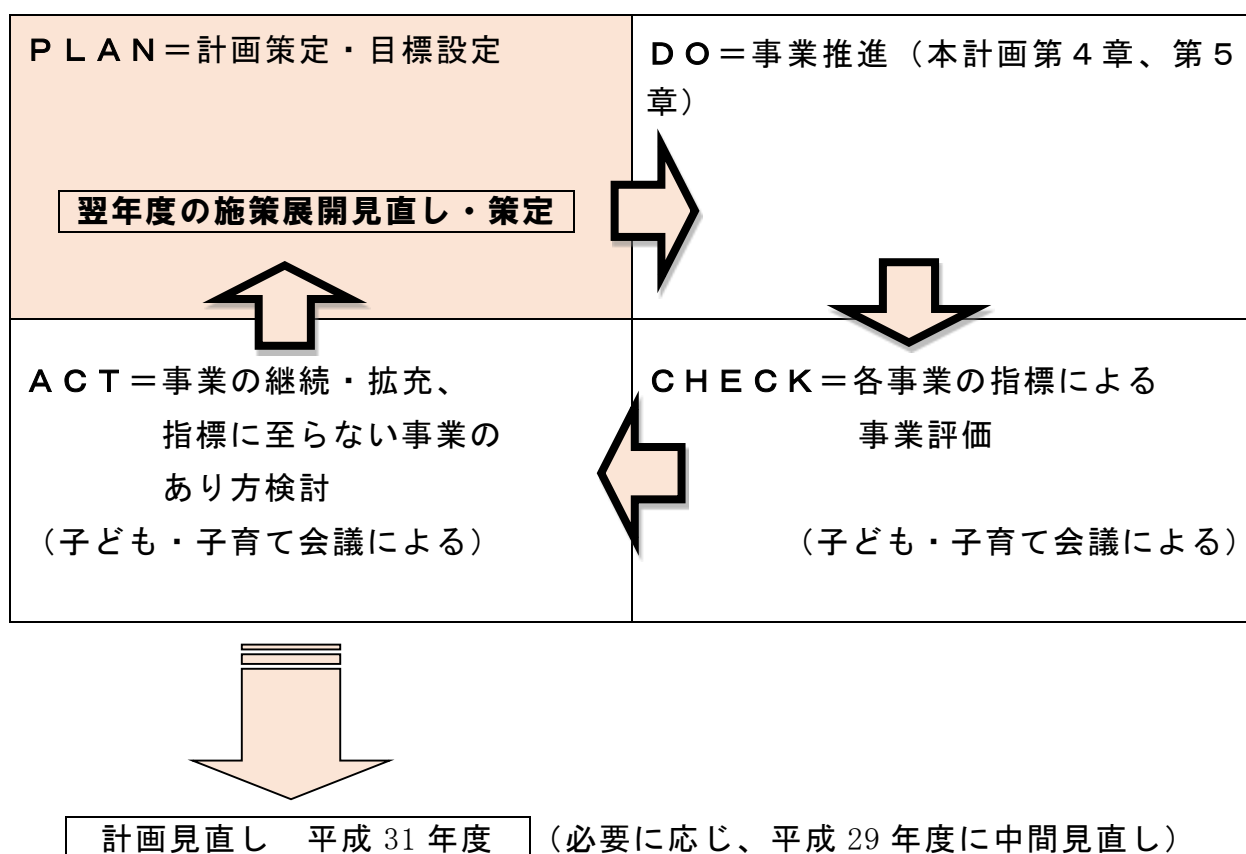 ＰＬＡＮ＝計画策定・目標設定
翌年度の施策展開見直し・策定
ＤＯ＝事業推進（本計画第４章、第５
章）
ＡＣＴ＝事業の継続・拡充、
指標に至らない事業の
あり方検討
（子ども・子育て会議による）
ＣＨＥＣＫ＝各事業の指標による
事業評価
（子ども・子育て会議による）
計画見直し　平成 31 年度　（必要に応じ、平成 29 年度に中間見直し）